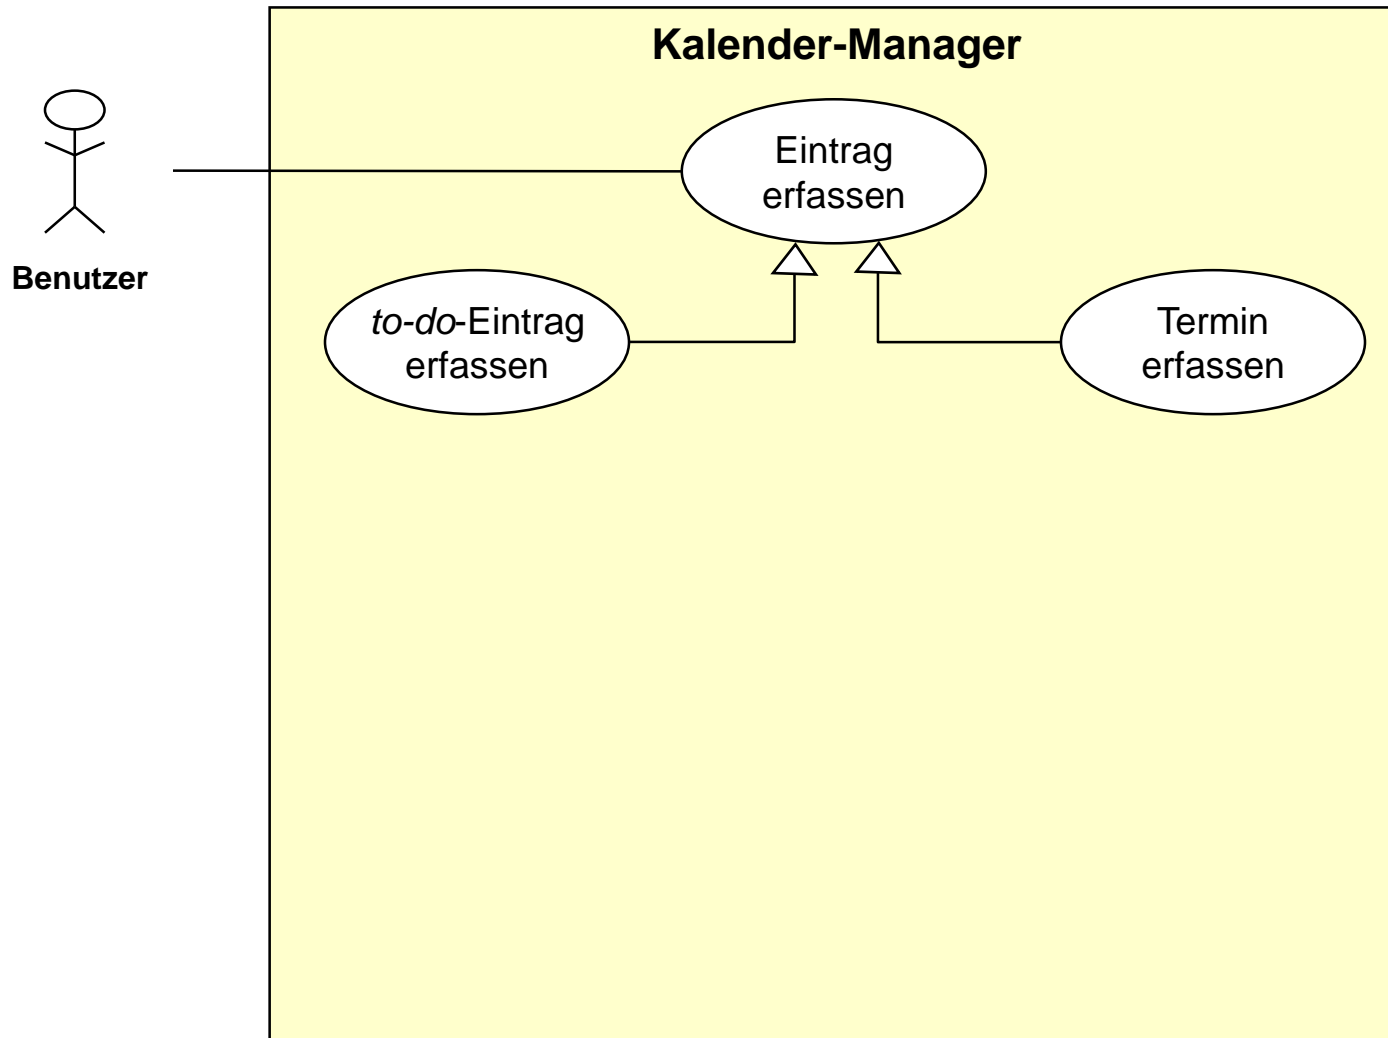 Kalender-Manager
Eintrag
erfassen
Benutzer
to-do-Eintrag
erfassen
Termin
erfassen